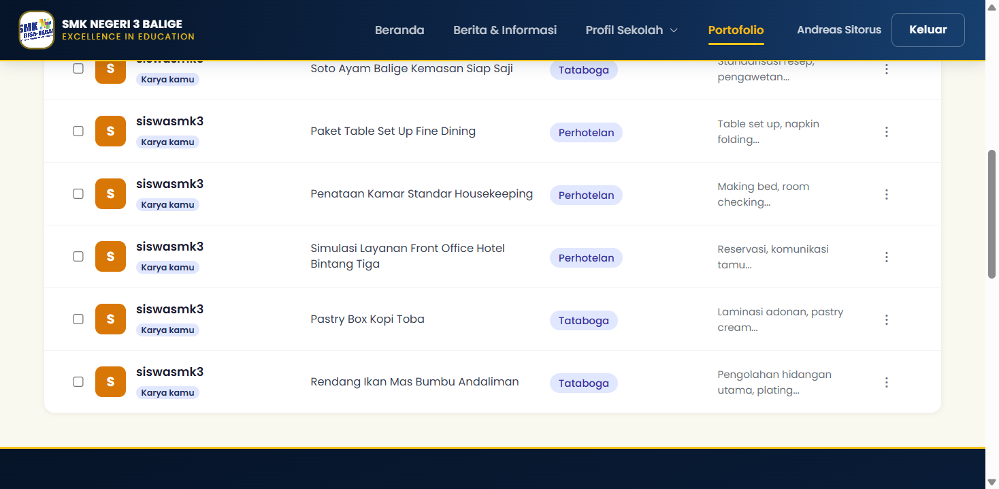 SMK NEGERI 3 BALIGE
EXCELLENCE IN EDUCATION
Beranda
Berita & Informasi
Profil Sekolah
Portofolio
Andreas Sitorus
Keluar
S
siswasmk3
Karya kamu
Soto Ayam Balige Kemasan Siap Saji
Tataboga
Standarisasi resep,
pengawetan...
S
siswasmk3
Karya kamu
Paket Table Set Up Fine Dining
Perhotelan
Table set up, napkin
folding...
S
siswasmk3
Karya kamu
Penataan Kamar Standar Housekeeping
Perhotelan
Making bed, room
checking...
S
siswasmk3
Karya kamu
Simulasi Layanan Front Office Hotel
Bintang Tiga
Perhotelan
Reservasi, komunikasi
tamu...
S
siswasmk3
Karya kamu
Pastry Box Kopi Toba
Tataboga
Laminasi adonan, pastry
cream...
S
siswasmk3
Karya kamu
Rendang Ikan Mas Bumbu Andaliman
Tataboga
Pengolahan hidangan
utama, plating...